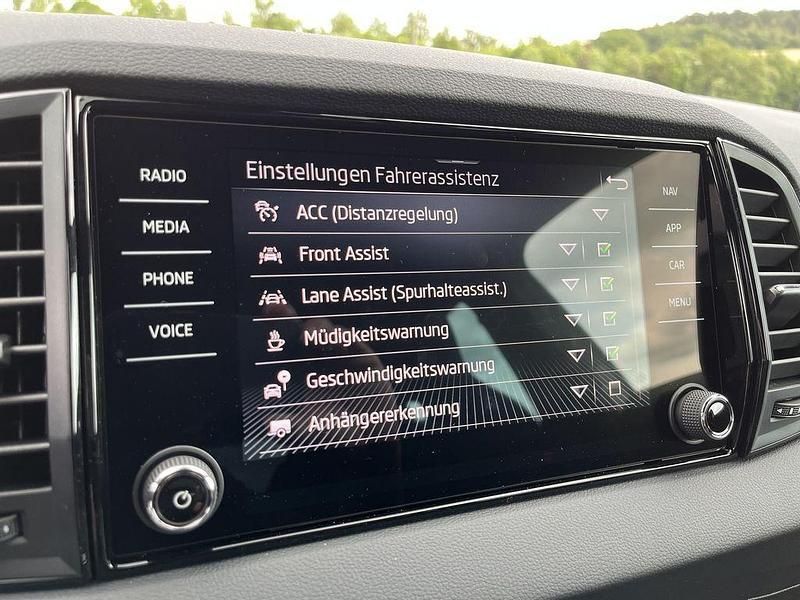 RADIO
MEDIA
PHONE
VOICE
Einstellungen Fahrerassistenz
ACC (Distanzregelung)
Front Assist
Lane Assist (Spurhalteassist.)
Müdigkeitswarnung
Geschwindigkeitswarnung
Anhängererkennung
NAV
APP
CAR
MENU